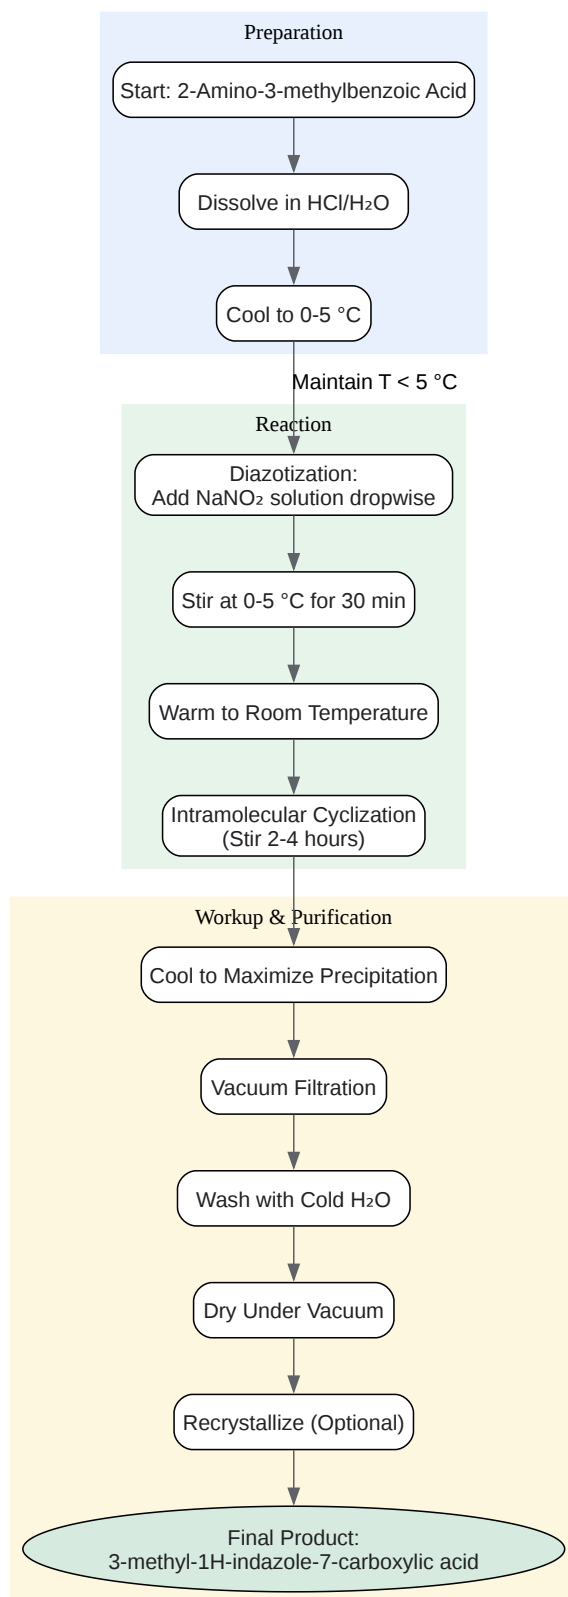 Preparation
Start: 2-Amino-3-methylbenzoic Acid
Dissolve in HCl/H₂O
Cool to 0-5 °C
Maintain T < 5 °C
Reaction
Diazotization:
Add NaNO₂ solution dropwise
Stir at 0-5 °C for 30 min
Warm to Room Temperature
Intramolecular Cyclization
(Stir 2-4 hours)
Workup & Purification
Cool to Maximize Precipitation
Vacuum Filtration
Wash with Cold H₂O
Dry Under Vacuum
Recrystallize (Optional)
Final Product:
3-methyl-1H-indazole-7-carboxylic acid